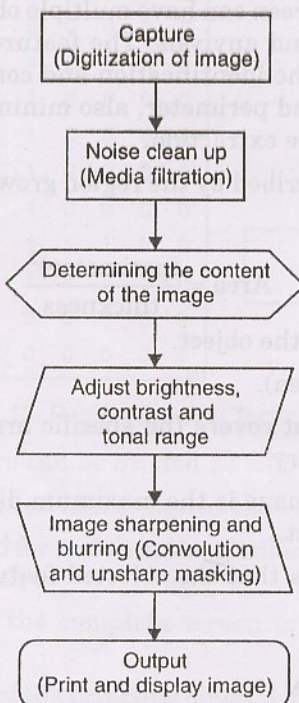 Capture
(Digitization of image)
Noise clean up
(Media filtration)
Determining the content
of the image
Adjust brightness,
contrast and
tonal range
Image sharpening and
blurring (Convolution
and unsharp masking)
Output
(Print and display image)